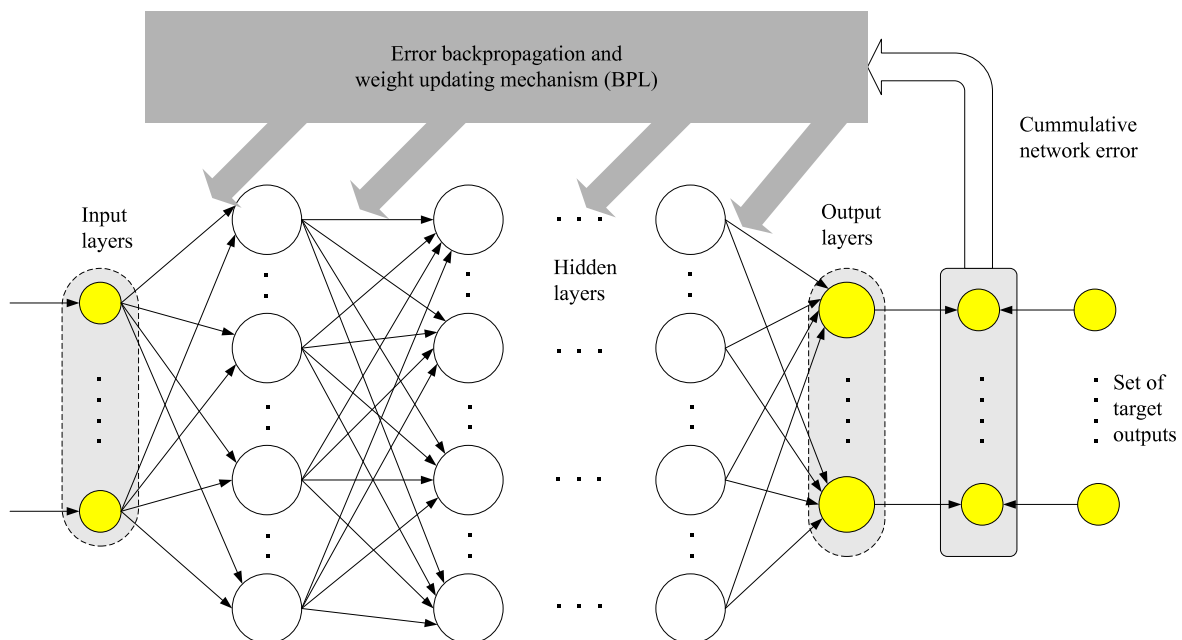 Error backpropagation and
weight updating mechanism (BPL)
Cummulative
network error
Input
layers
Output
layers
Hidden
layers
Set of
target
outputs